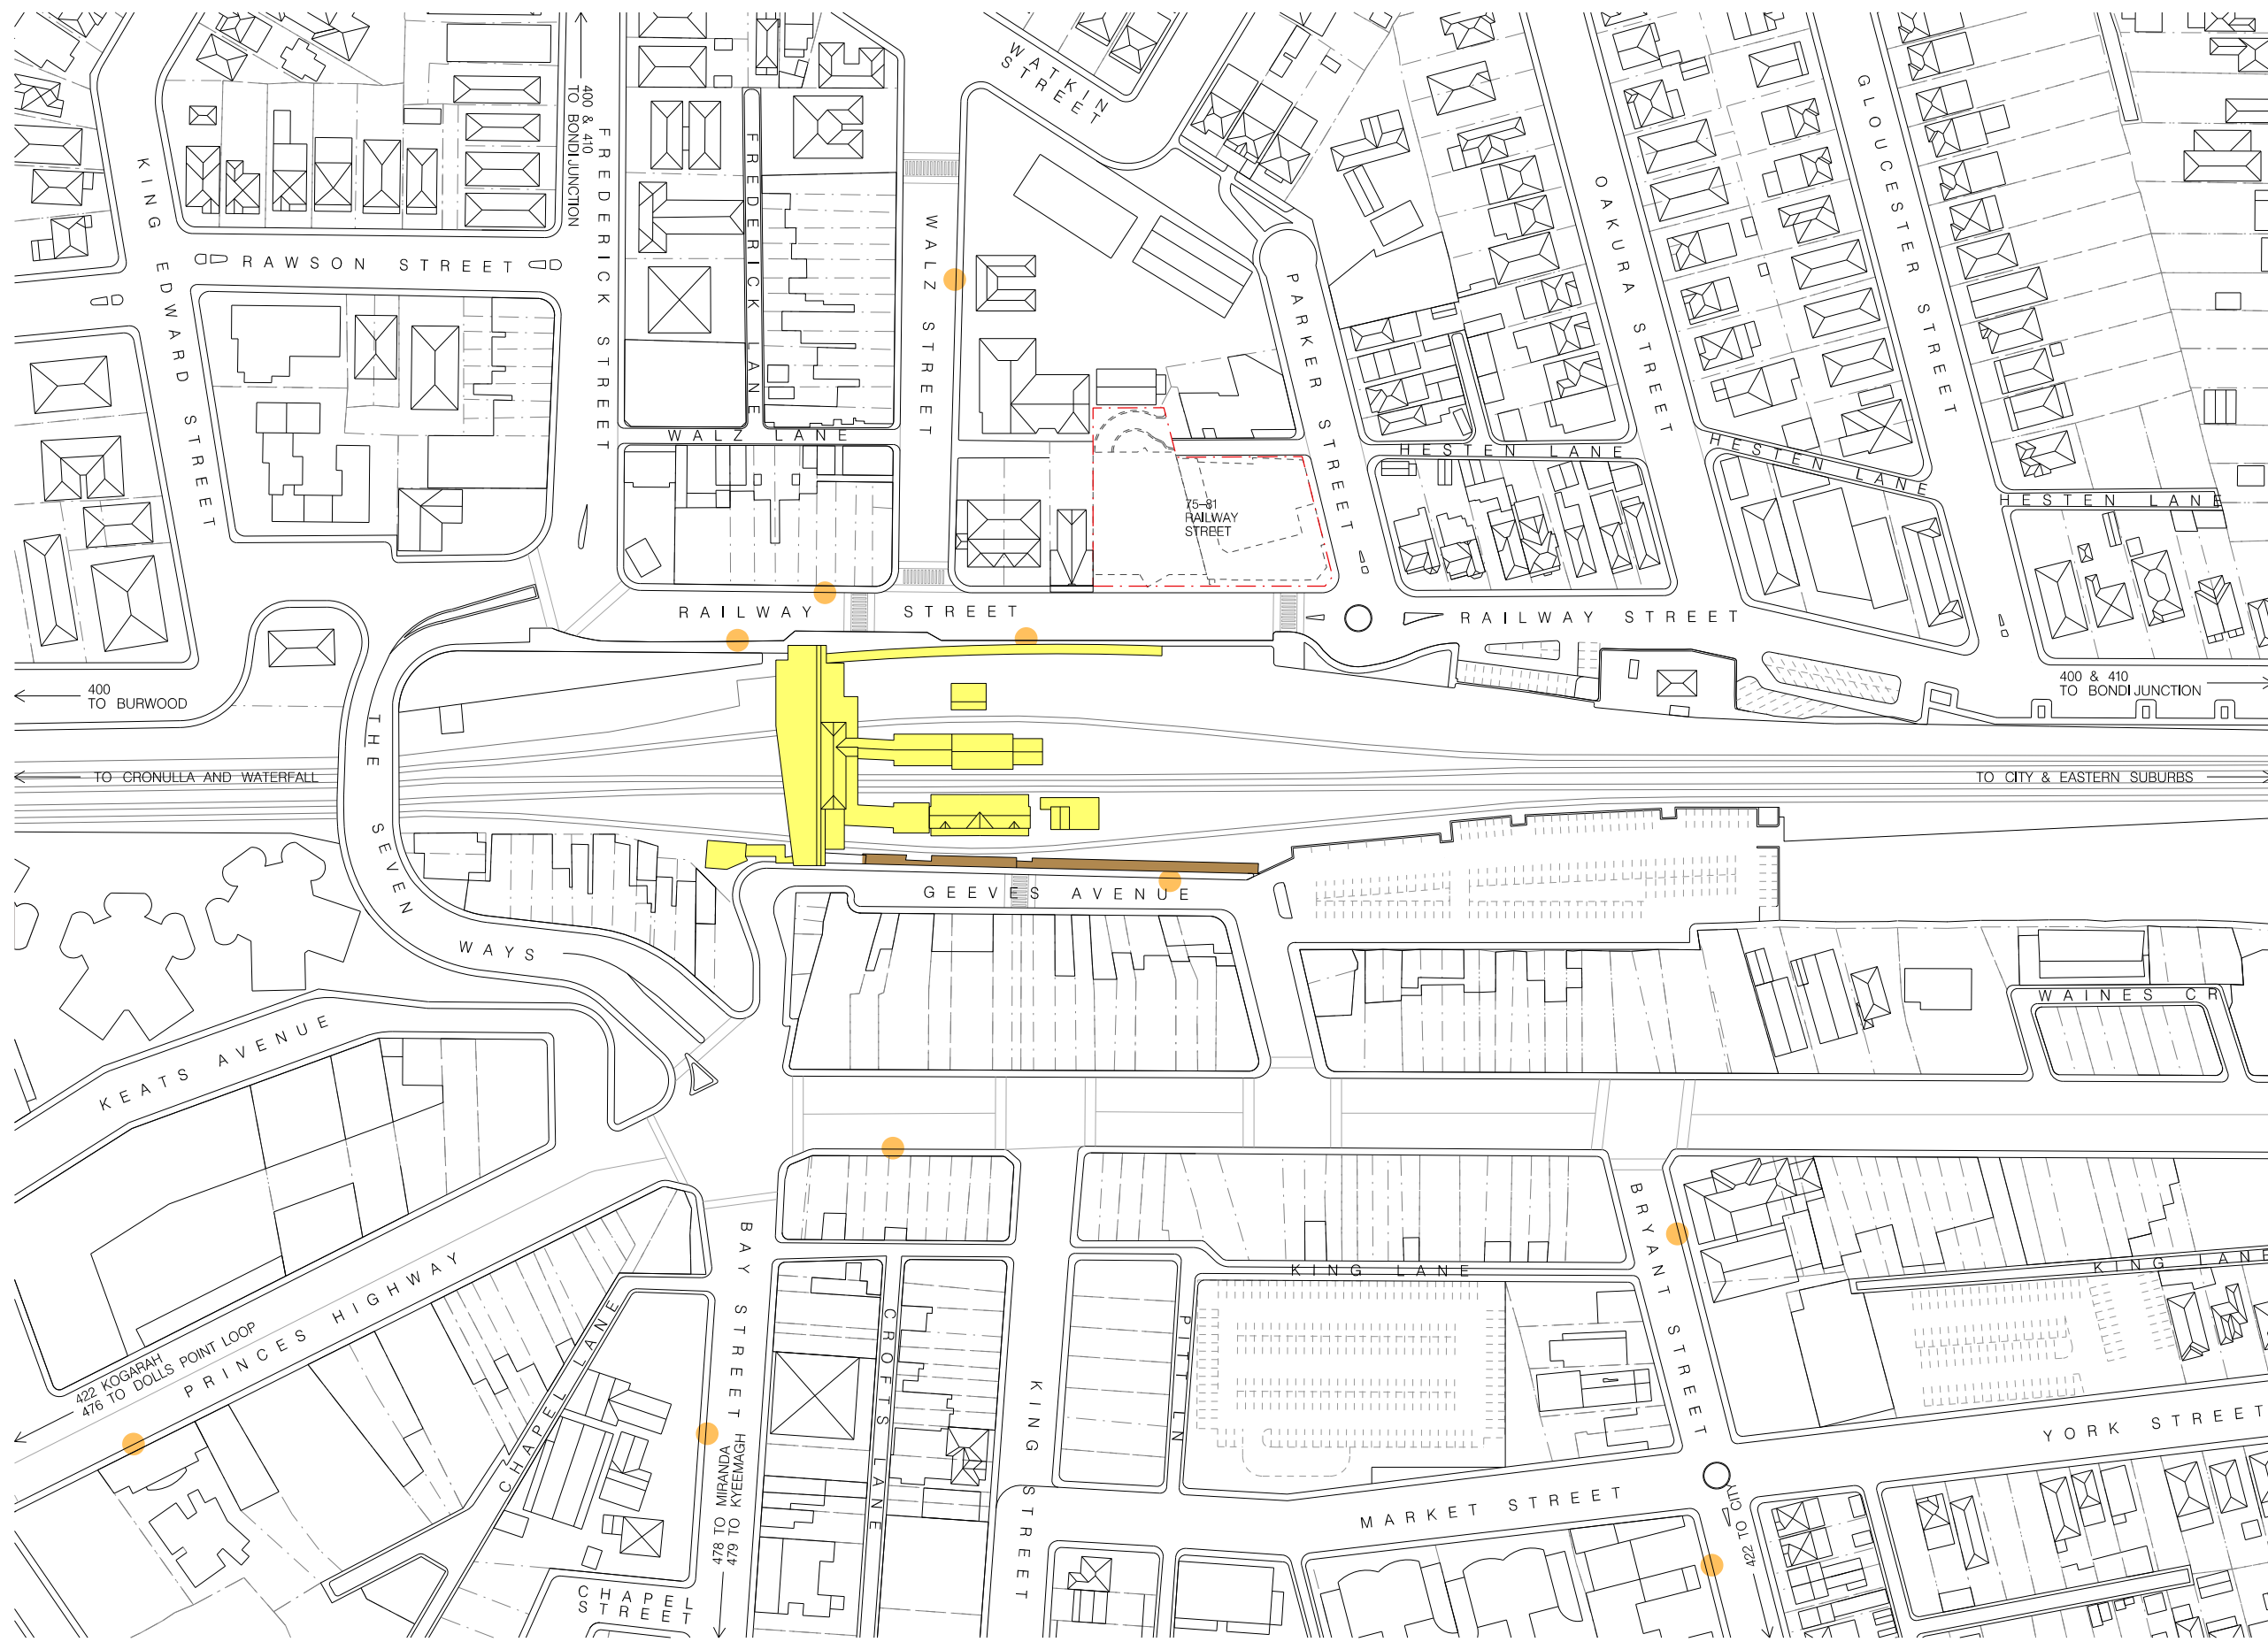 WATKIN
STREET
400 & 410
TO BONDI JUNCTION
FREDERICK STREET
FREDERICK LANE
WALZ STREET
KING EDWARD STREET
RAWSON STREET
PARKER STREET
OAKURA STREET
GLOUCESTER STREET
WALZ LANE
HESTEN LANE
HESTEN LANE
HESTEN LANE
75-81
RAILWAY
STREET
RAILWAY STREET
RAILWAY STREET
400
TO BURWOOD
400 & 410
TO BONDI JUNCTION
TO CRONULLA AND WATERFALL
TO CITY & EASTERN SUBURBS
THE SEVEN WAYS
GEEVES AVENUE
WAINES CR
KEATS AVENUE
PRINCES HIGHWAY
422 KOGARAH
476 TO DOLLS POINT LOOP
BAY STREET
BRYANT STREET
KING LANE
KING LANE
CHAPEL LANE
CROFTS LANE
PITT LN
KING STREET
478 TO MIRANDA
479 TO KYEEMAGH
MARKET STREET
YORK STREET
422 TO CITY
CHAPEL
STREET